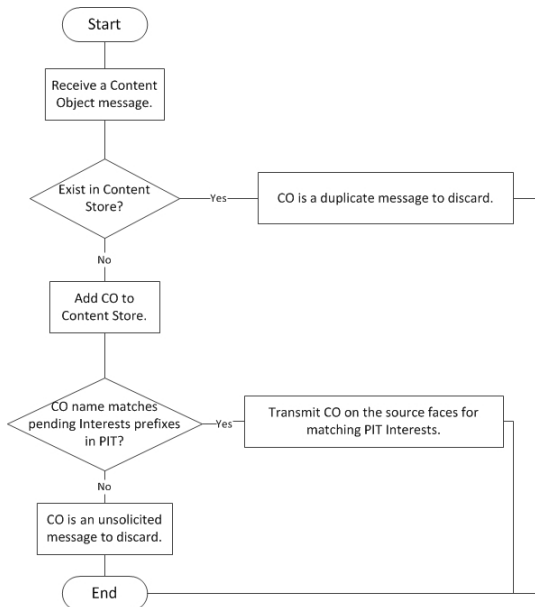 Start
Receive a Content
Object message.
Exist in Content
Store?
Yes
CO is a duplicate message to discard.
No
Add CO to
Content Store.
CO name matches
pending Interests prefixes
in PIT?
Yes
Transmit CO on the source faces for
matching PIT Interests.
No
CO is an unsolicited
message to discard.
End